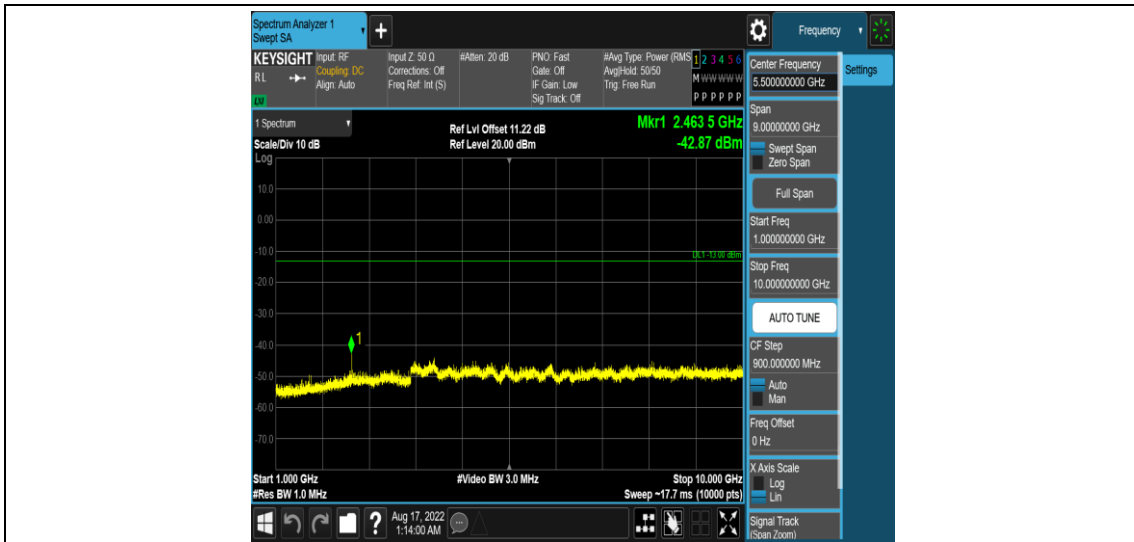 Spectrum Analyzer 1
Swept SA
Frequency
KEYSIGHT
RL
Input: RF
Coupling: DC
Align: Auto
Input Z: 50 Ω
Corrections: Off
Freq Ref: Int (S)
#Atten: 20 dB
PNO: Fast
Gate: Off
IF Gain: Low
Sig Track: Off
#Avg Type: Power (RMS
Avg|Hold: 50/50
Trig: Free Run
1 2 3 4 5 6
M W W W W W
P P P P P P
1 Spectrum
Scale/Div 10 dB
Log
Ref Lvl Offset 11.22 dB
Ref Level 20.00 dBm
Mkr1 2.463 5 GHz
-42.87 dBm
10.0
0.00
-10.0
DL1 -13.00 dBm
-20.0
-30.0
-40.0
1
-50.0
-60.0
-70.0
Start 1.000 GHz
#Video BW 3.0 MHz
Stop 10.000 GHz
#Res BW 1.0 MHz
Sweep ~17.7 ms (10000 pts)
Center Frequency
5.500000000 GHz
Settings
Span
9.00000000 GHz
Swept Span
Zero Span
Full Span
Start Freq
1.000000000 GHz
Stop Freq
10.000000000 GHz
AUTO TUNE
CF Step
900.000000 MHz
Auto
Man
Freq Offset
0 Hz
X Axis Scale
Log
Lin
Signal Track
(Span Zoom)
?
Aug 17, 2022
1:14:00 AM